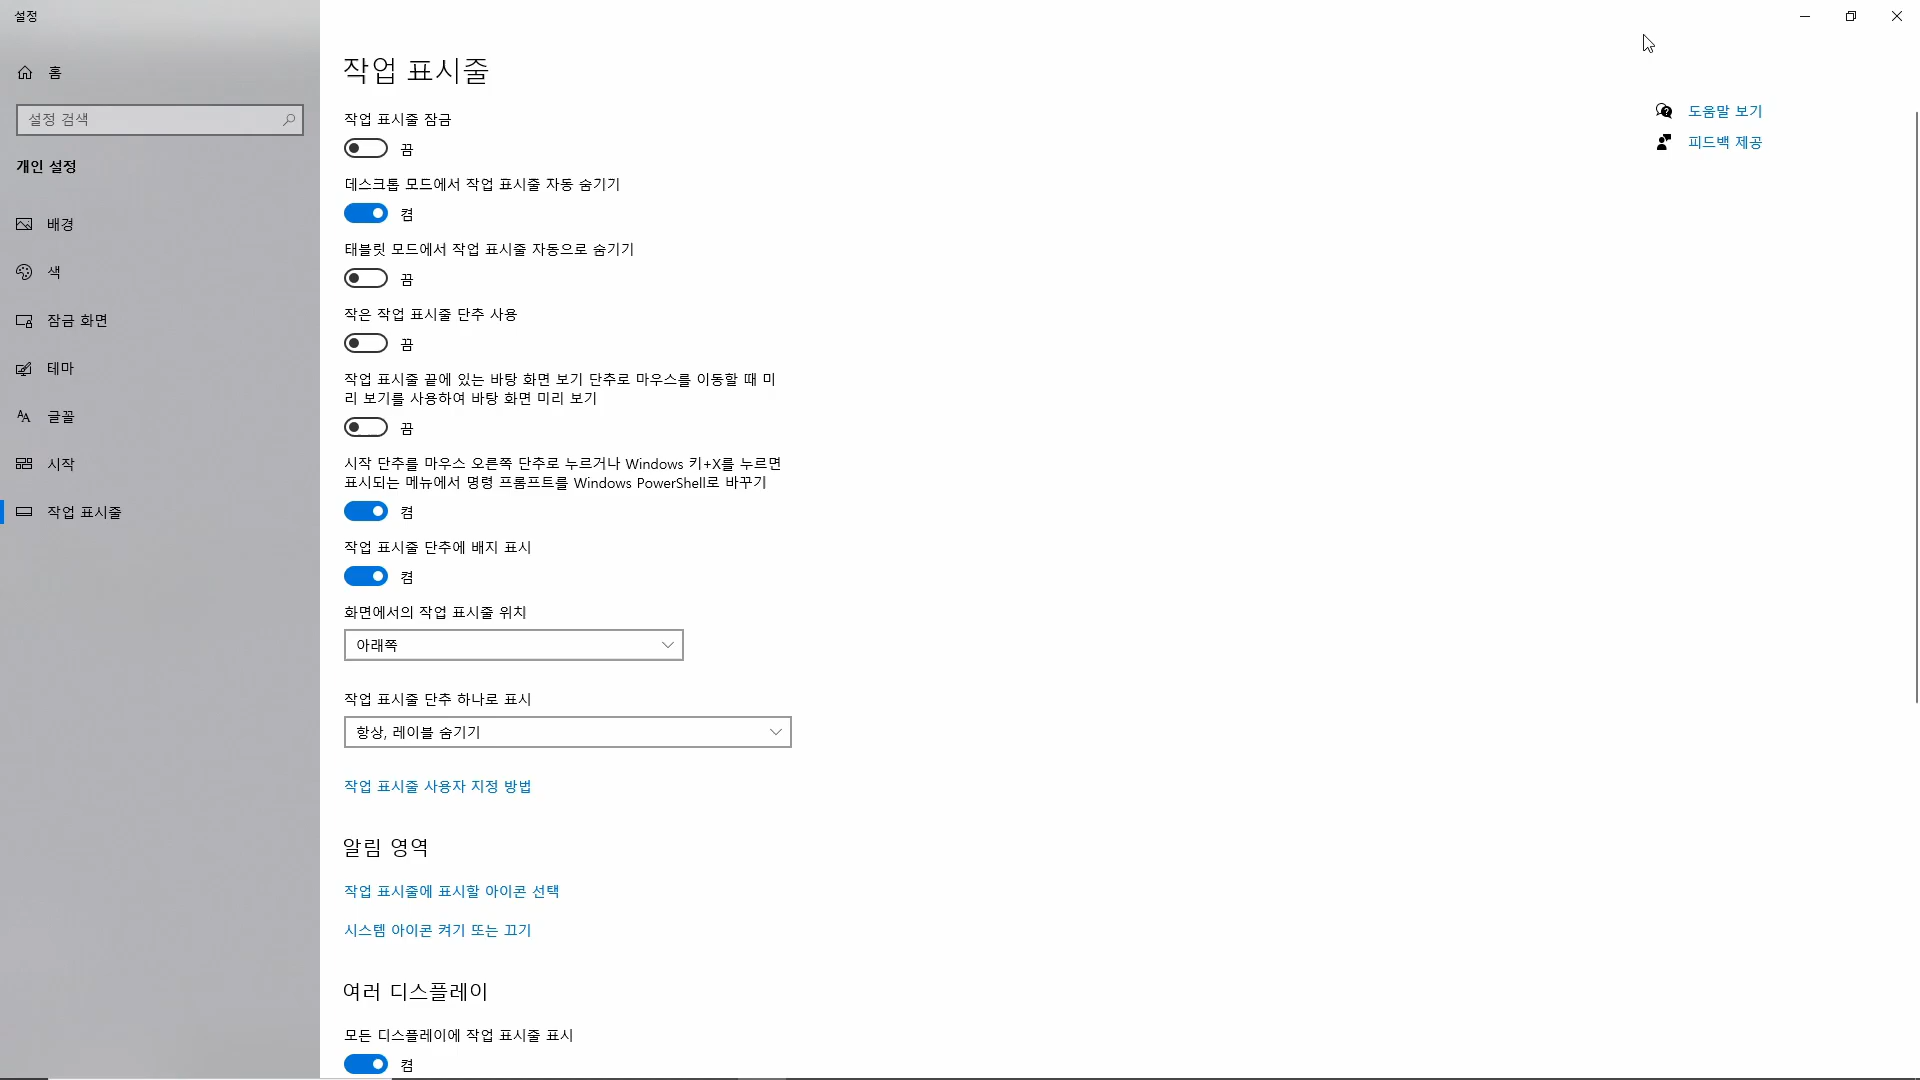 설정
홈
설정 검색
개인 설정
배경
색
잠금 화면
테마
글꼴
시작
작업 표시줄
작업 표시줄
작업 표시줄 잠금
끔
데스크톱 모드에서 작업 표시줄 자동 숨기기
켬
태블릿 모드에서 작업 표시줄 자동으로 숨기기
끔
작은 작업 표시줄 단추 사용
끔
작업 표시줄 끝에 있는 바탕 화면 보기 단추로 마우스를 이동할 때 미
리 보기를 사용하여 바탕 화면 미리 보기
끔
시작 단추를 마우스 오른쪽 단추로 누르거나 Windows 키+X를 누르면
표시되는 메뉴에서 명령 프롬프트를 Windows PowerShell로 바꾸기
켬
작업 표시줄 단추에 배지 표시
켬
화면에서의 작업 표시줄 위치
아래쪽
작업 표시줄 단추 하나로 표시
항상, 레이블 숨기기
작업 표시줄 사용자 지정 방법
알림 영역
작업 표시줄에 표시할 아이콘 선택
시스템 아이콘 켜기 또는 끄기
여러 디스플레이
모든 디스플레이에 작업 표시줄 표시
켬
도움말 보기
피드백 제공